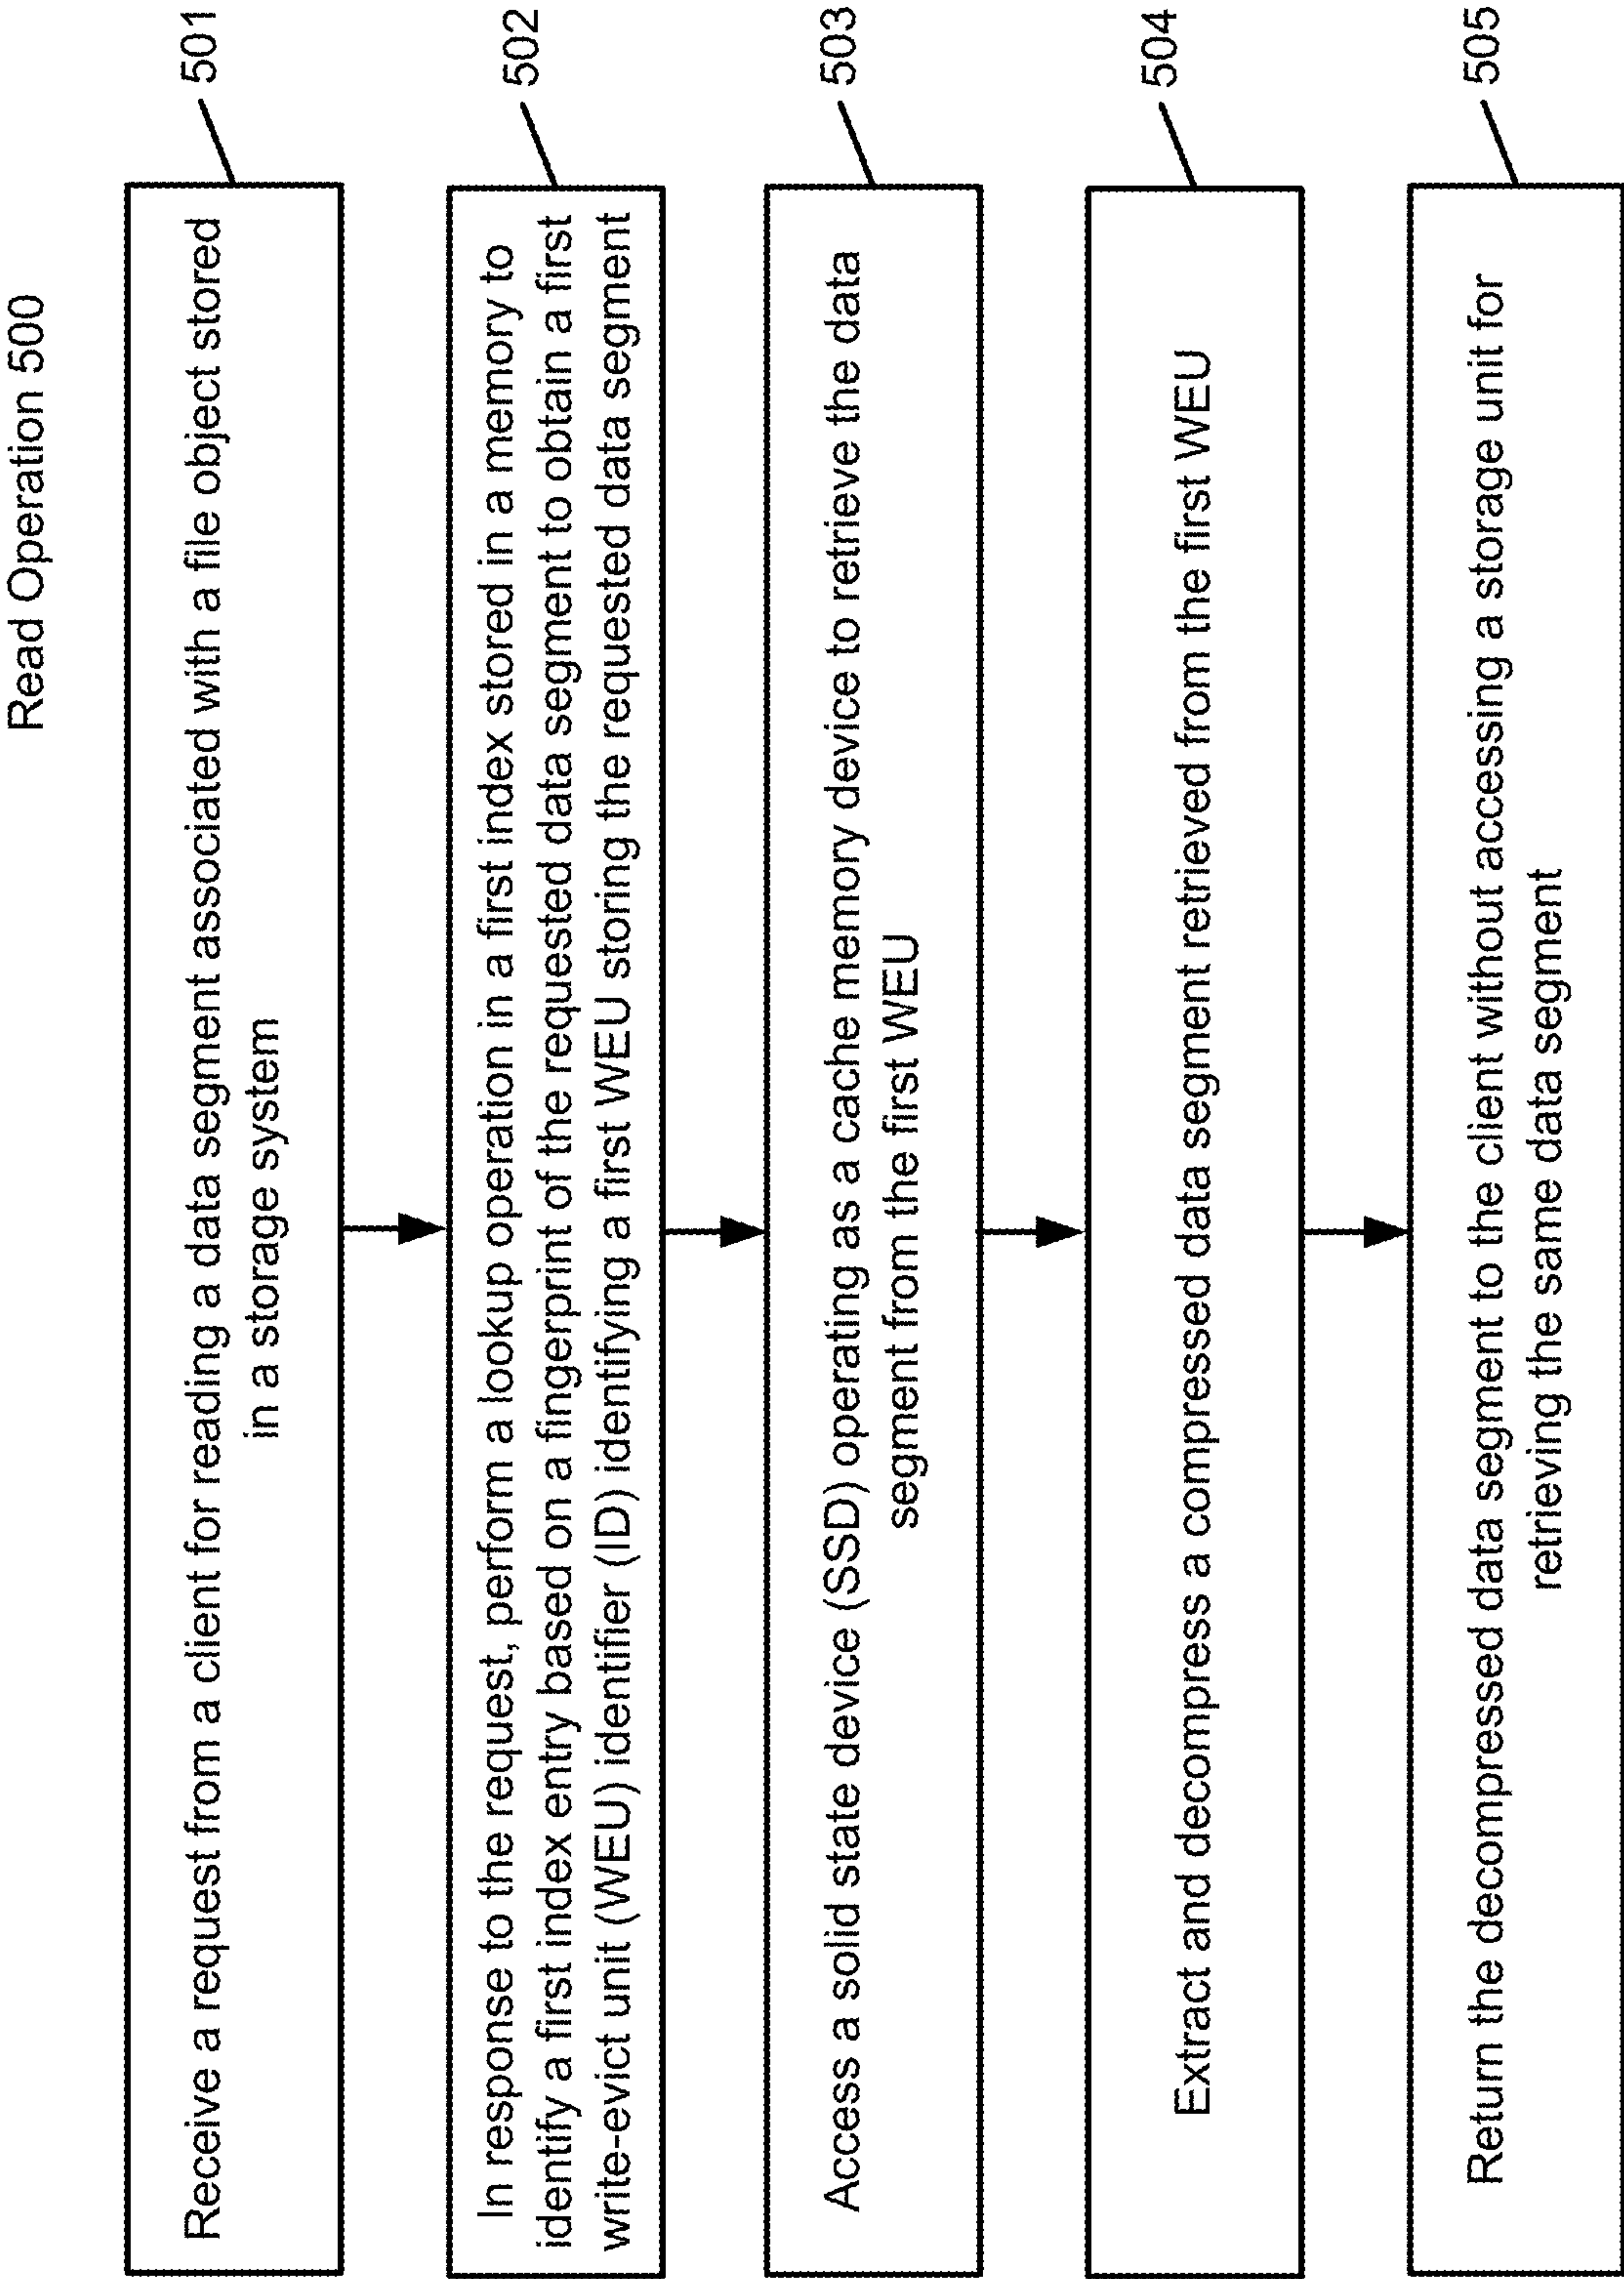 Read Operation 500
Receive a request from a client for reading a data segment associated with a file object stored
in a storage system
501
In response to the request, perform a lookup operation in a first index stored in a memory to
identify a first index entry based on a fingerprint of the requested data segment to obtain a first
write-evict unit (WEU) identifier (ID) identifying a first WEU storing the requested data segment
502
Access a solid state device (SSD) operating as a cache memory device to retrieve the data
segment from the first WEU
503
Extract and decompress a compressed data segment retrieved from the first WEU
504
Return the decompressed data segment to the client without accessing a storage unit for
retrieving the same data segment
505